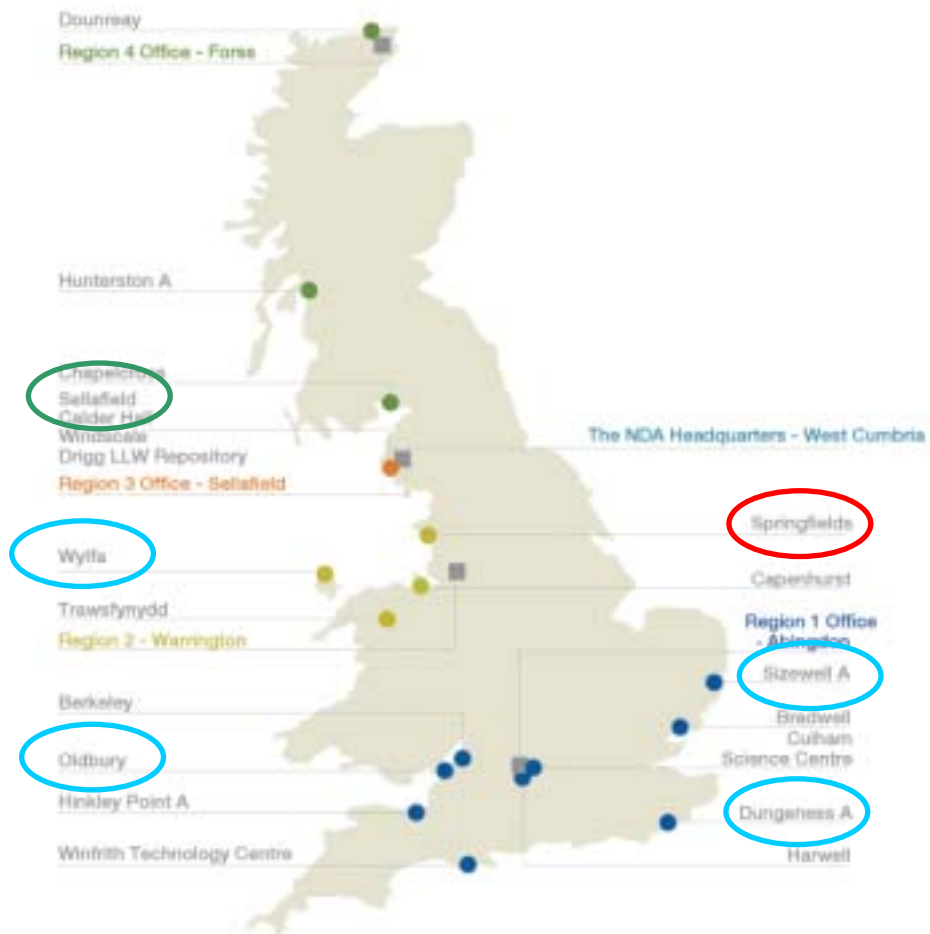 Dounreay
Region 4 Office - Forss
Hunterston A
Chapelcross
Sellafield
Calder Hall
Windscale
Drigg LLW Repository
Region 3 Office - Sellafield
The NDA Headquarters - West Cumbria
Springfields
Wylfa
Capenhurst
Trawsfynydd
Region 2 - Warrington
Region 1 Office
- Abingdon
Sizewell A
Berkeley
Bradwell
Culham
Science Centre
Oldbury
Hinkley Point A
Dungeness A
Winfrith Technology Centre
Harwell